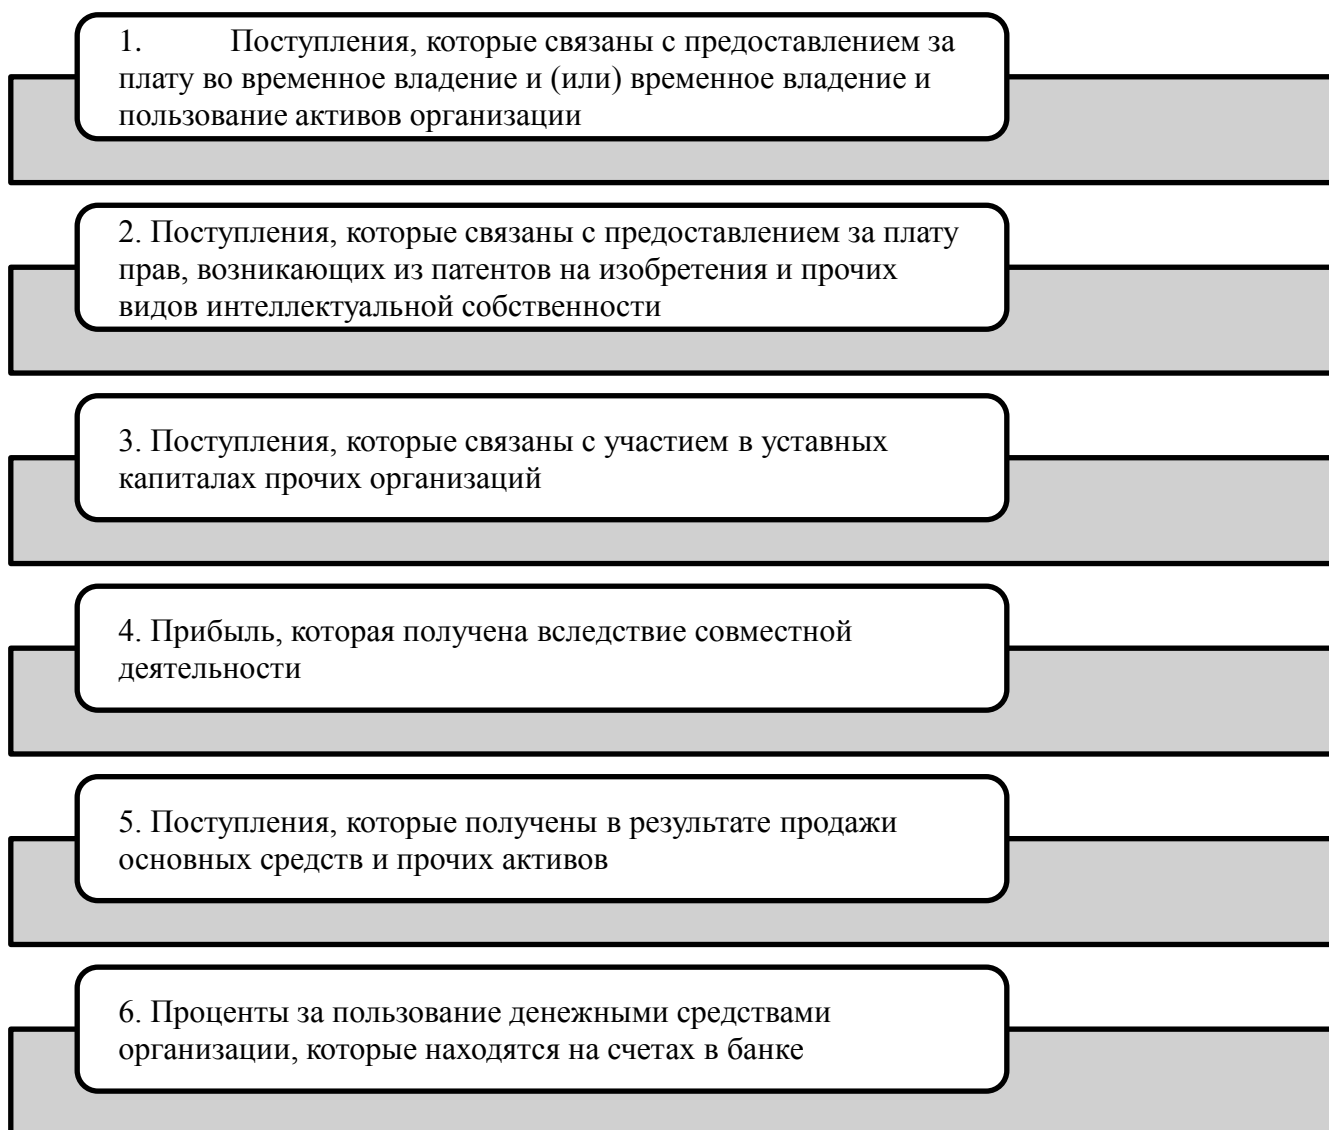 1. Поступления, которые связаны с предоставлением за
плату во временное владение и (или) временное владение и
пользование активов организации
2. Поступления, которые связаны с предоставлением за плату
прав, возникающих из патентов на изобретения и прочих
видов интеллектуальной собственности
3. Поступления, которые связаны с участием в уставных
капиталах прочих организаций
4. Прибыль, которая получена вследствие совместной
деятельности
5. Поступления, которые получены в результате продажи
основных средств и прочих активов
6. Проценты за пользование денежными средствами
организации, которые находятся на счетах в банке